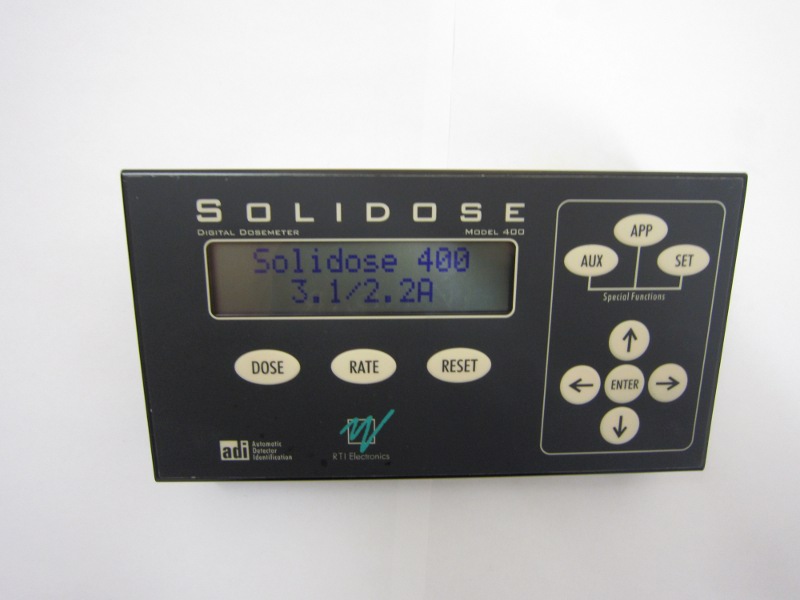 SOLIDOSE
DIGITAL DOSEMETER MODEL 400
Solidose 400
3.1/2.2A
DOSE RATE RESET
adi Automatic
Detector
Identification
RTI Electronics
APP
AUX SET
Special Functions
↑
← ENTER →
↓